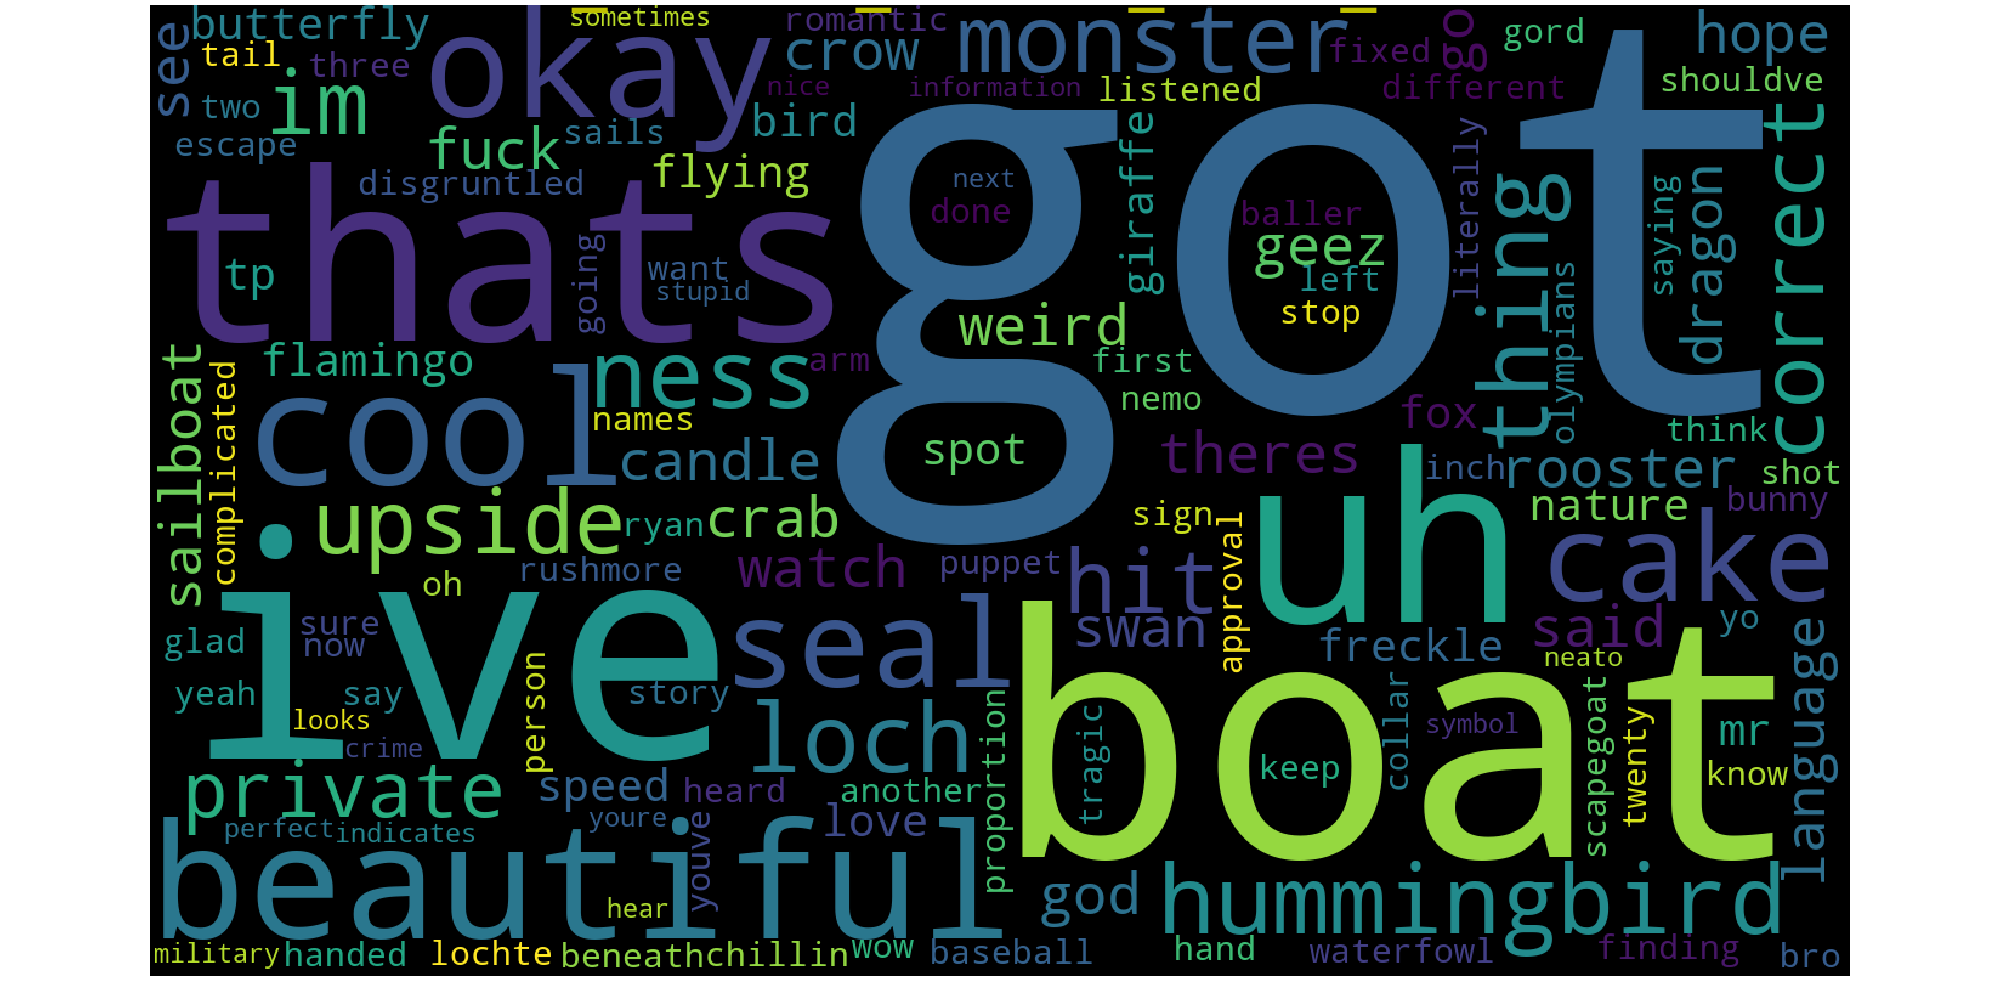 butterfly
sometimes
romantic
monster
go
gord
hope
see
tail
three
okay
crow
fixed
shouldve
im
two
nice
information
listened
different
escape
fuck
sails
bird
got
giraffe
literally
thing
correct
disgruntled
flying
next
done
baller
geez
left
stop
saying
dragon
olympians
thats
tp
going
want
stupid
weird
first
nemo
flamingo
ness
arm
names
cool
sailboat
complicated
candle
spot
theres
fox
think
inch
rooster
shot
upside
ryan
crab
uh
sign
approval
nature
bunny
cake
rushmore
watch
puppet
hit
oh
ive
glad
sure
now
seal
swan
freckle
said
yo
neato
language
yeah
say
looks
crime
person
story
loch
boat
proportion
tragic
keep
collar
symbol
scapegoat
twenty
mr
know
private
speed
heard
another
perfect
indicates
youre
youve
love
beautiful
hear
god
hummingbird
military
handed
lochte
beneath
chillin
wow
baseball
hand
waterfowl
finding
bro